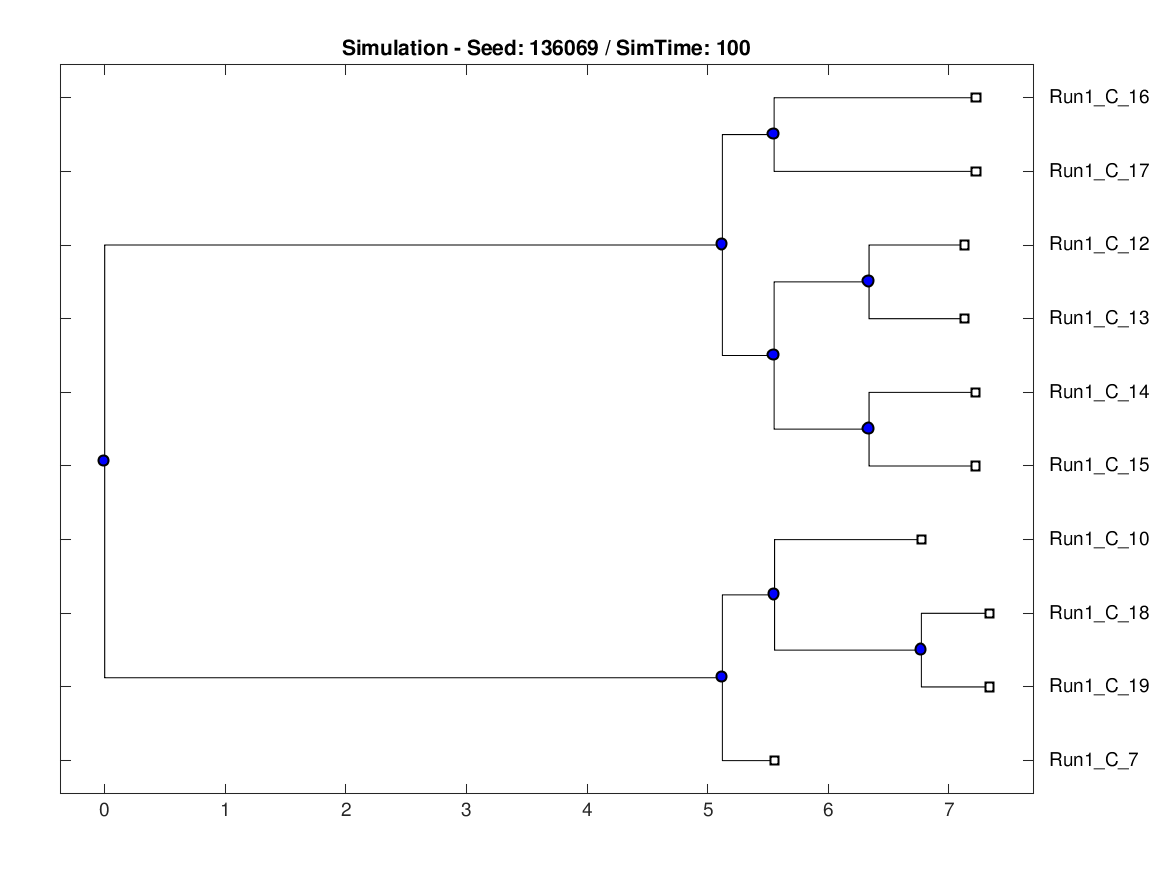 Simulation - Seed: 136069 / SimTime: 100
Run1_C_16
Run1_C_17
Run1_C_12
Run1_C_13
Run1_C_14
Run1_C_15
Run1_C_10
Run1_C_18
Run1_C_19
Run1_C_7
0 1 2 3 4 5 6 7